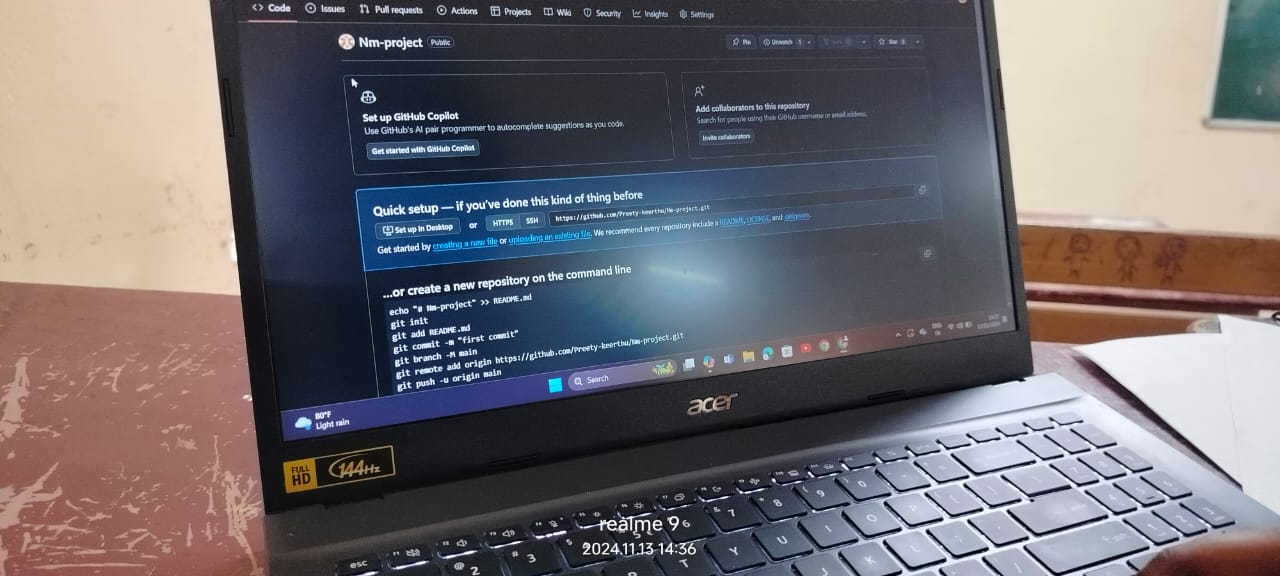 Code Issues Pull requests Actions Projects Wiki Security Insights Settings
Nm-project Public
Pin Unwatch 1 Star 0
Set up GitHub Copilot
Use GitHub's AI pair programmer to autocomplete suggestions as you code.
Get started with GitHub Copilot
Add collaborators to this repository
Search for people using their GitHub username or email address.
Invite collaborators
Quick setup — if you've done this kind of thing before
Set up in Desktop or HTTPS SSH https://github.com/Preety-keerthu/Nm-project.git
Get started by creating a new file or uploading an existing file. We recommend every repository include a README, LICENSE, and .gitignore.
...or create a new repository on the command line
echo "# Nm-project" >> README.md
git init
git add README.md
git commit -m "first commit"
git branch -M main
git remote add origin https://github.com/Preety-keerthu/Nm-project.git
git push -u origin main
80°F
Light rain
Search
acer
FULL HD 144Hz
esc
@ 2 # 3 $ 6 7 * 8 9 0
T Y U I O P
J K L
realme 9
2024.11.13 14:36